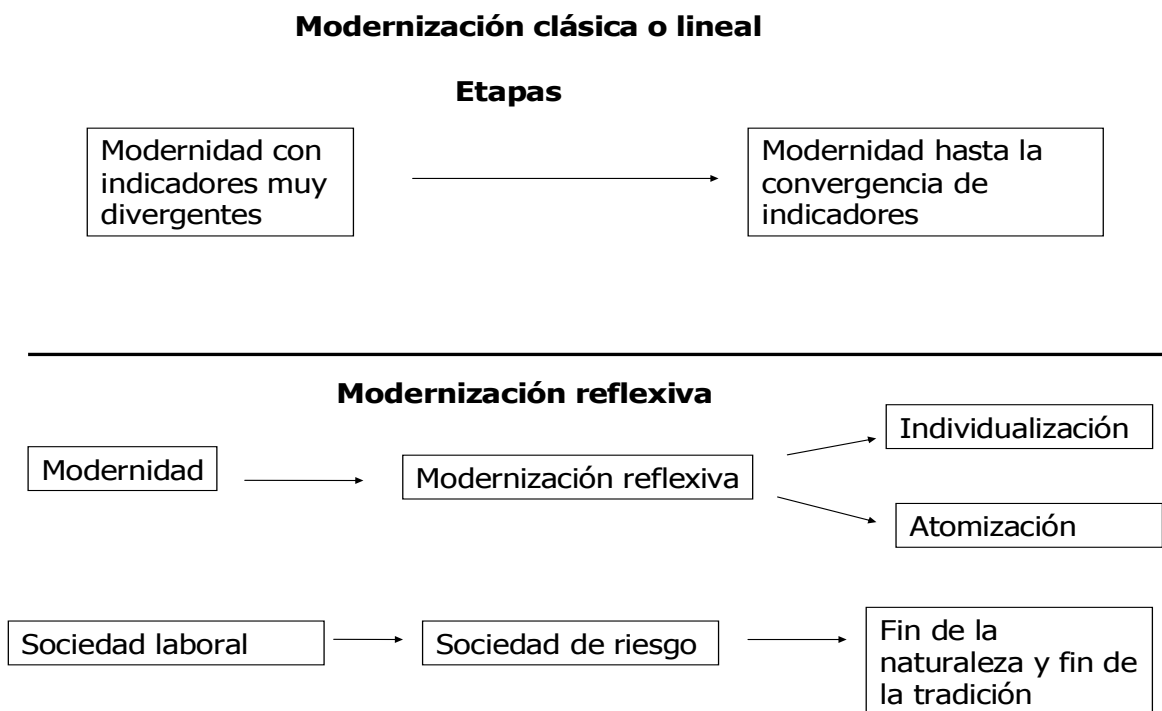 Modernización clásica o lineal
Etapas
Modernidad con
indicadores muy
divergentes
Modernidad hasta la
convergencia de
indicadores
Modernización reflexiva
Modernidad
Modernización reflexiva
Individualización
Atomización
Sociedad laboral
Sociedad de riesgo
Fin de la
naturaleza y fin de
la tradición